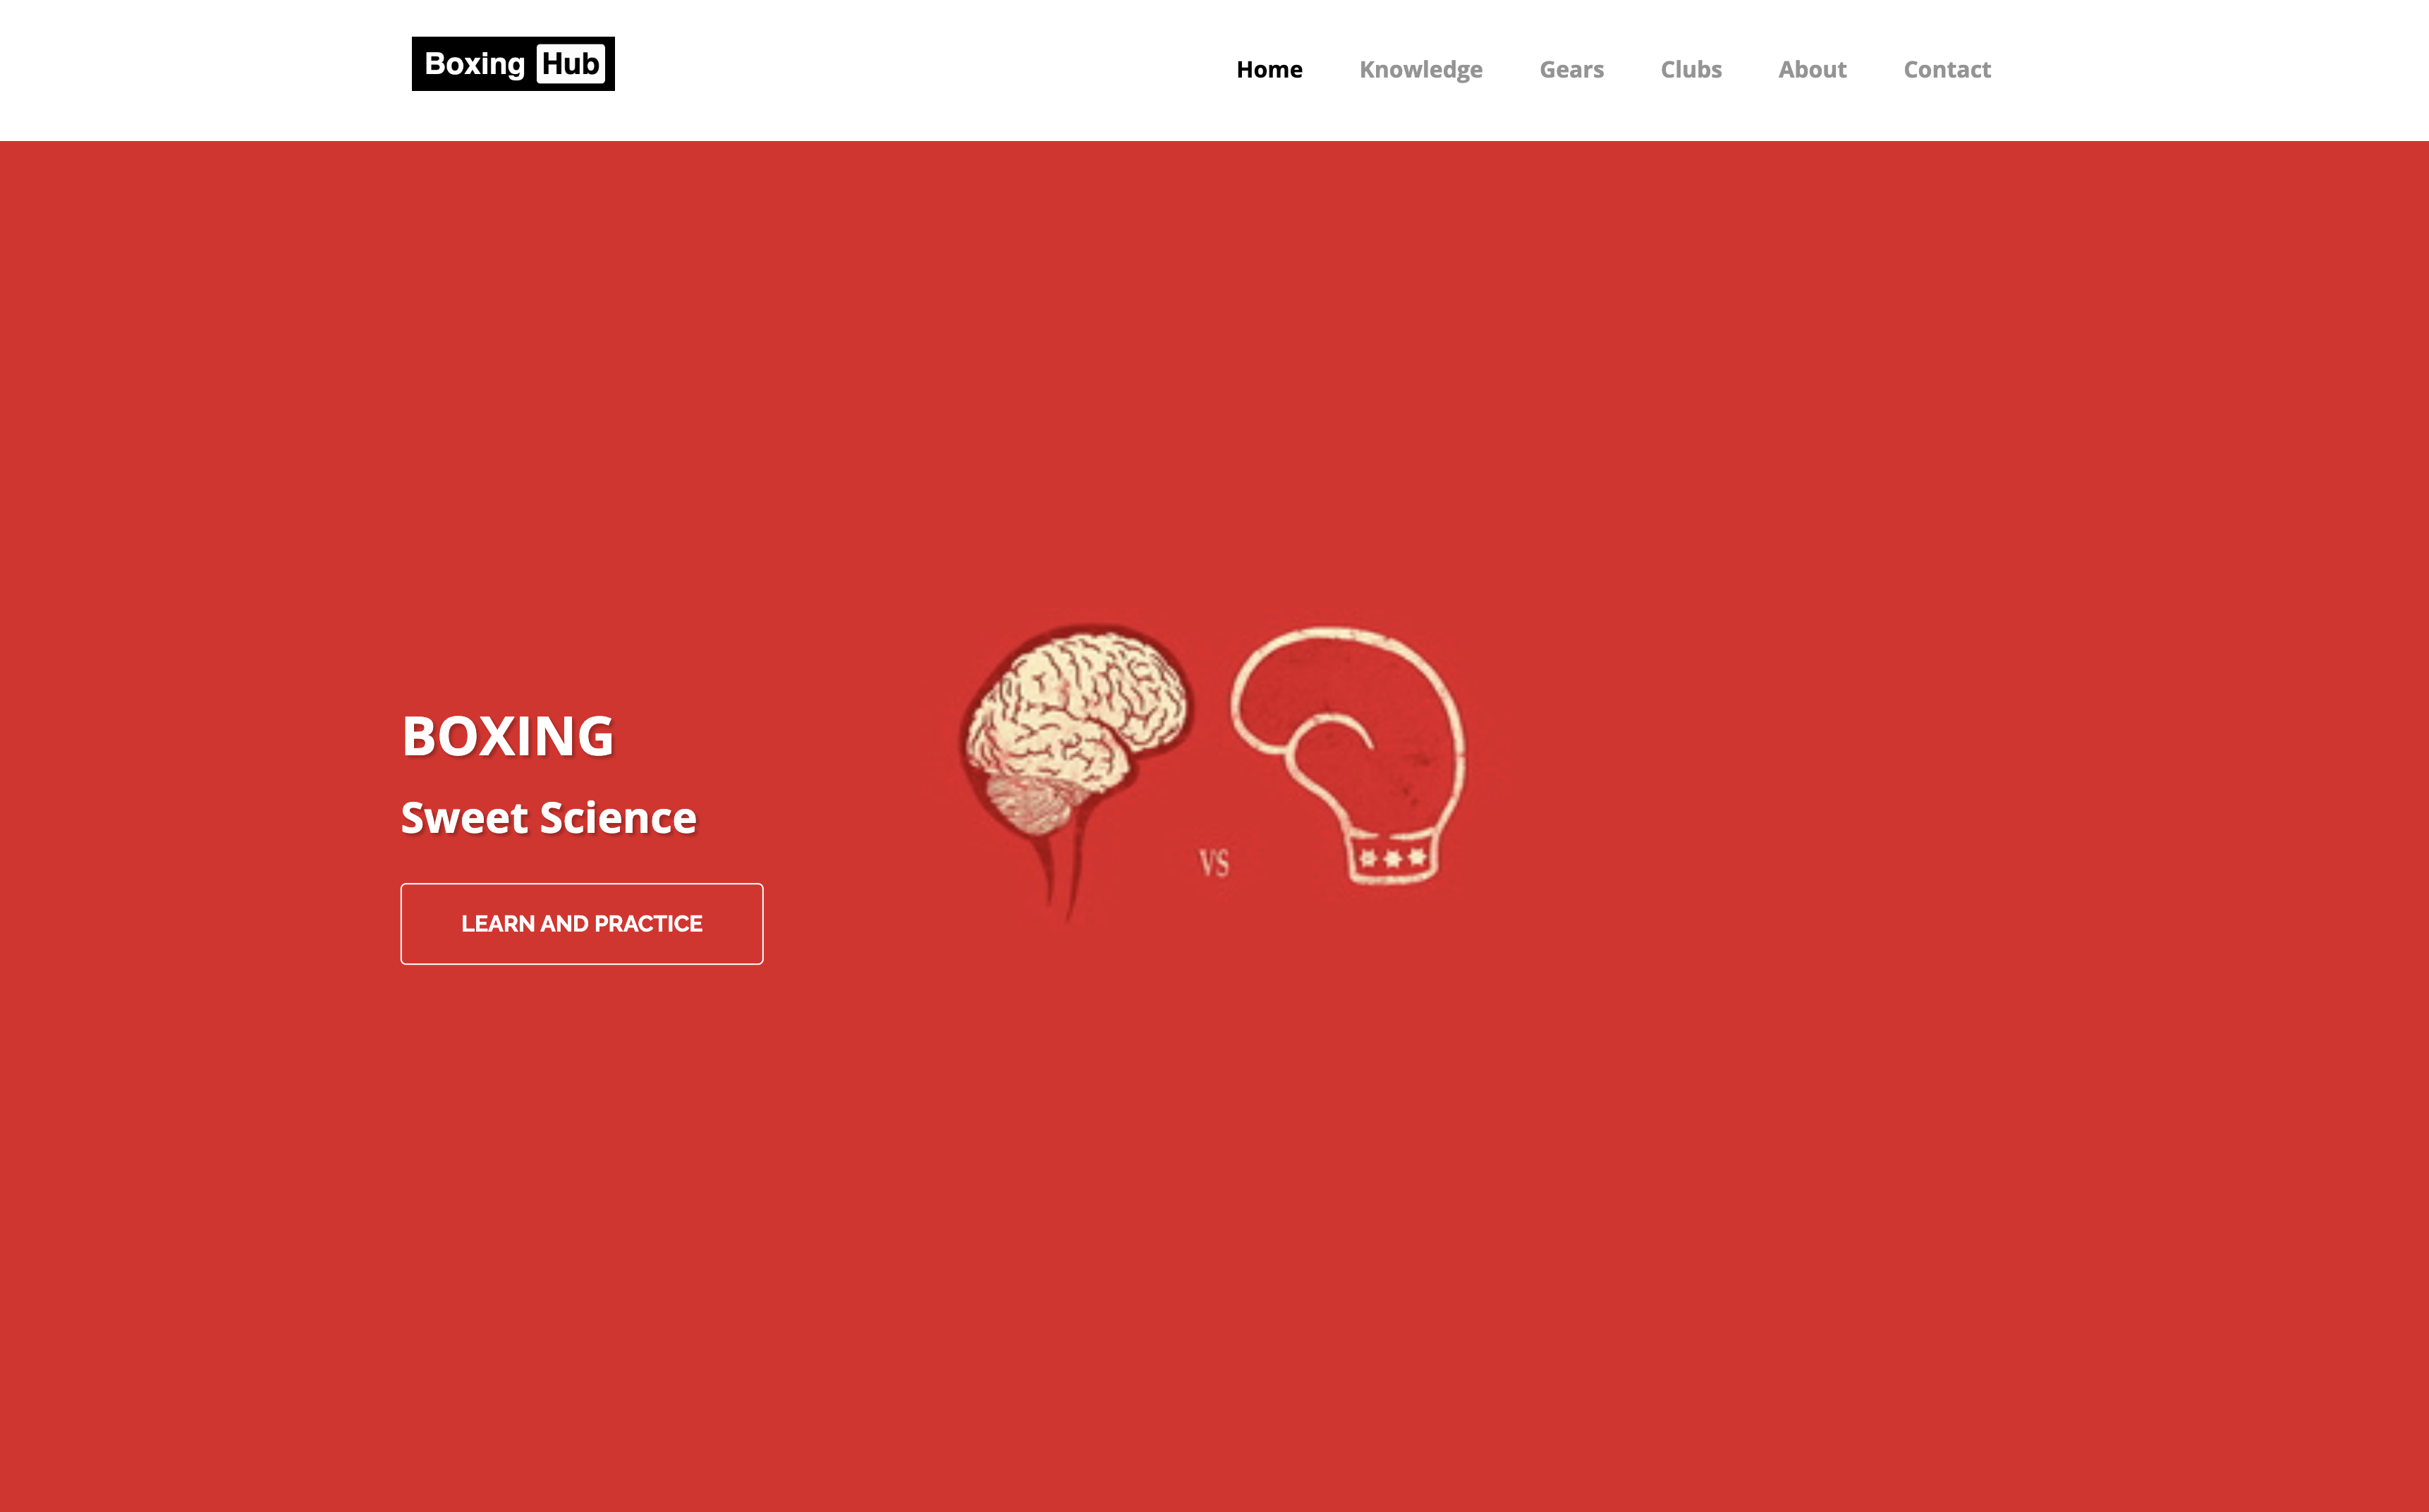 Boxing Hub
Home Knowledge Gears Clubs About Contact
BOXING
Sweet Science
VS
LEARN AND PRACTICE